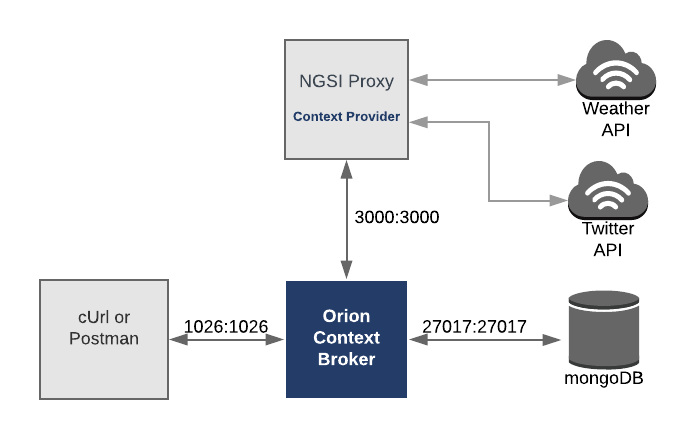 NGSI Proxy
Context Provider
Weather
API
Twitter
API
3000:3000
cUrl or
Postman
1026:1026
Orion
Context
Broker
27017:27017
mongoDB